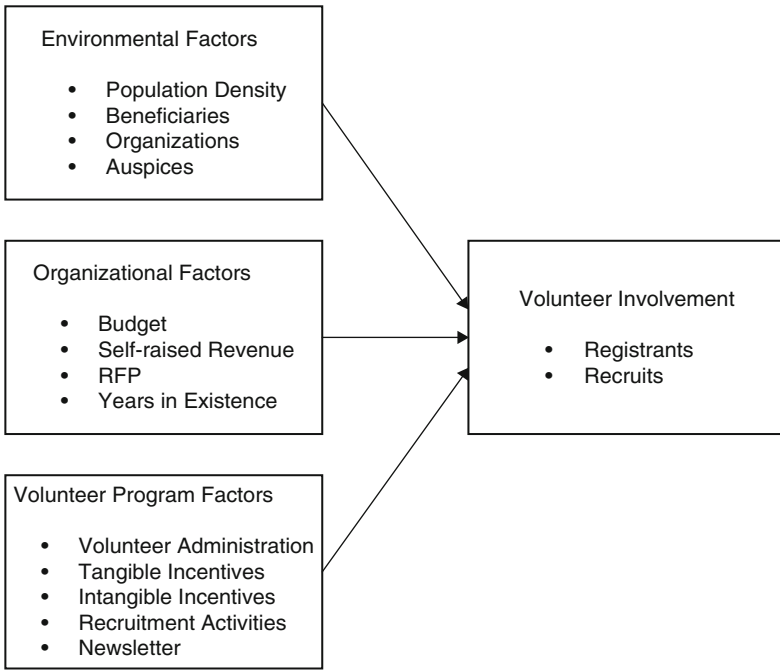 Environmental Factors
• Population Density
• Beneficiaries
• Organizations
• Auspices
Organizational Factors
• Budget
• Self-raised Revenue
• RFP
• Years in Existence
Volunteer Program Factors
• Volunteer Administration
• Tangible Incentives
• Intangible Incentives
• Recruitment Activities
• Newsletter
Volunteer Involvement
• Registrants
• Recruits